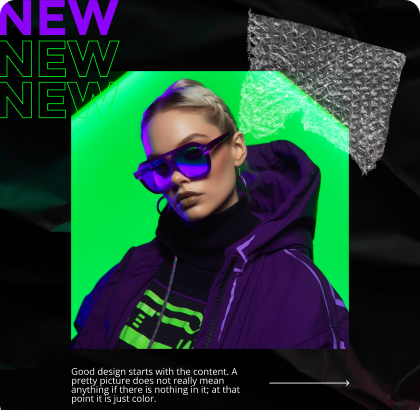 NEW
NEW
NEW
Good design starts with the content. A
pretty picture does not really mean
anything if there is nothing in it; at that
point it is just color.